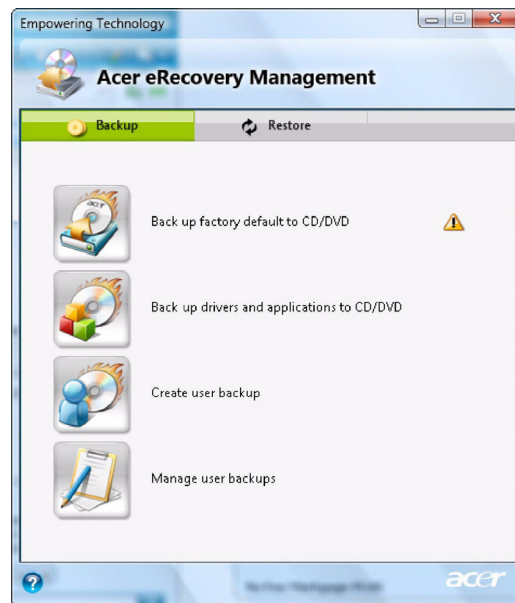 Empowering Technology
Acer eRecovery Management
Backup
Restore
Back up factory default to CD/DVD
Back up drivers and applications to CD/DVD
Create user backup
Manage user backups
acer